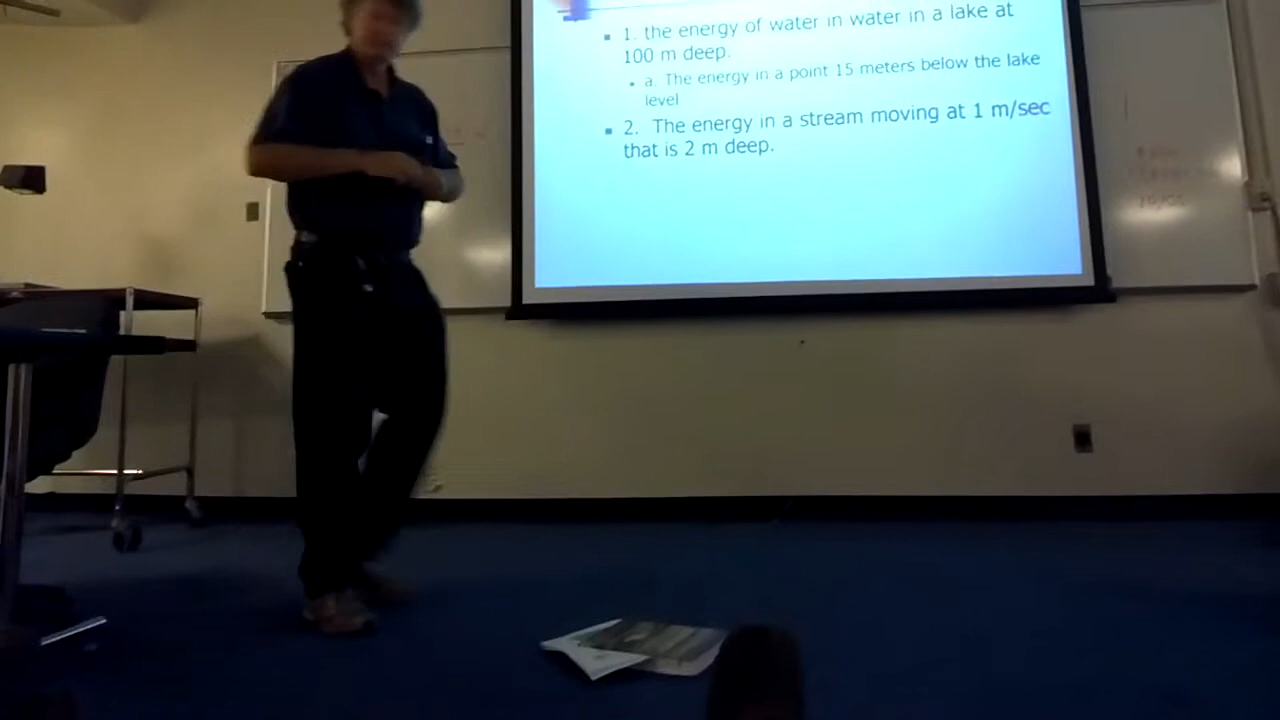 1. the energy of water in water in a lake at
100 m deep.
a. The energy in a point 15 meters below the lake
level
2. The energy in a stream moving at 1 m/sec
that is 2 m deep.